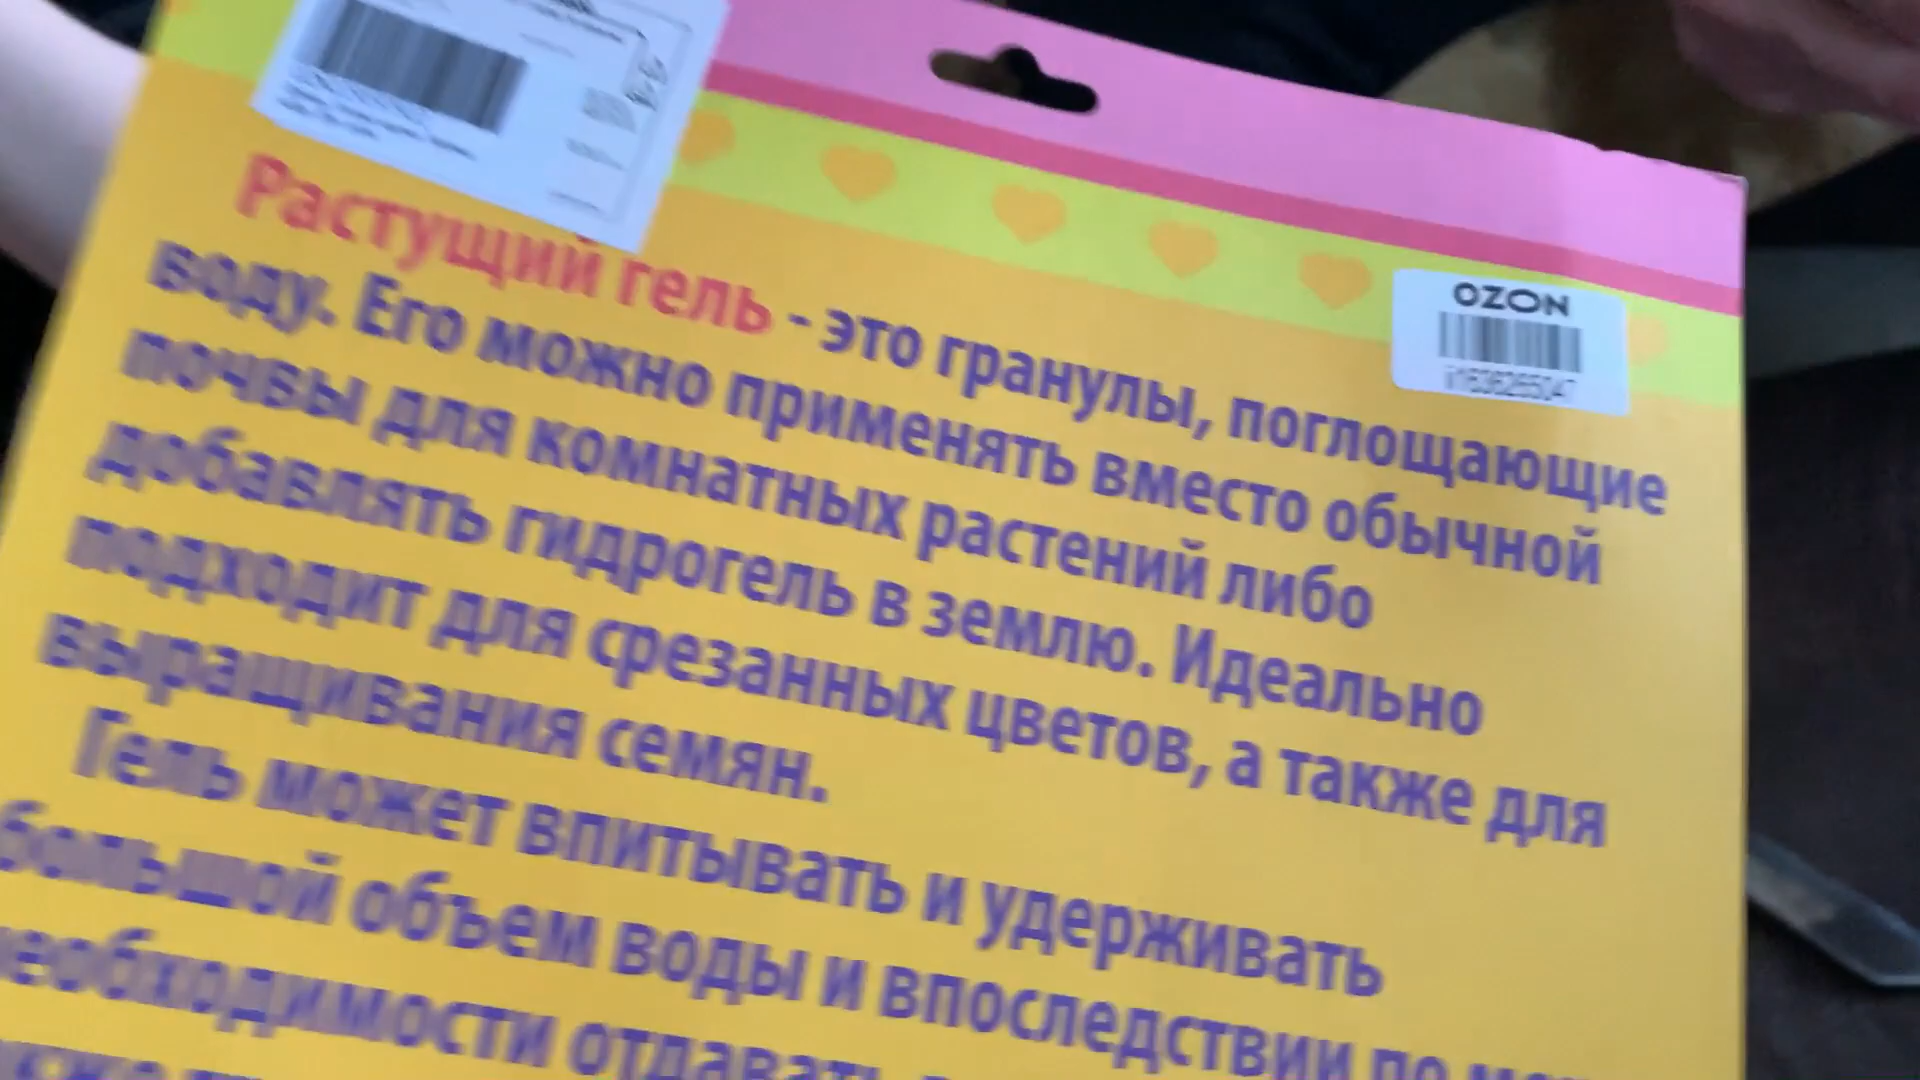 OZON
Растущий гель - это гранулы, поглощающие
воду. Его можно применять вместо обычной
почвы для комнатных растений либо
добавлять гидрогель в землю. Идеально
подходит для срезанных цветов, а также для
выращивания семян.
Гель может впитывать и удерживать
большой объем воды и впоследствии по
необходимости отдавать